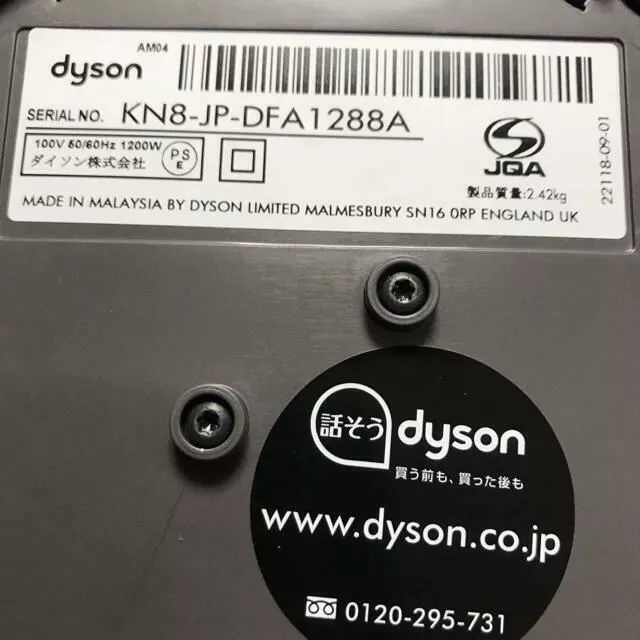 AM04
dyson
SERIAL NO. KN8-JP-DFA1288A
100V 50/60Hz 1200W
ダイソン株式会社
PS
E
JQA
製品質量:2.42kg
MADE IN MALAYSIA BY DYSON LIMITED MALMESBURY SN16 0RP ENGLAND UK
22118-09-01
話そう dyson
買う前も、買った後も
www.dyson.co.jp
0120-295-731